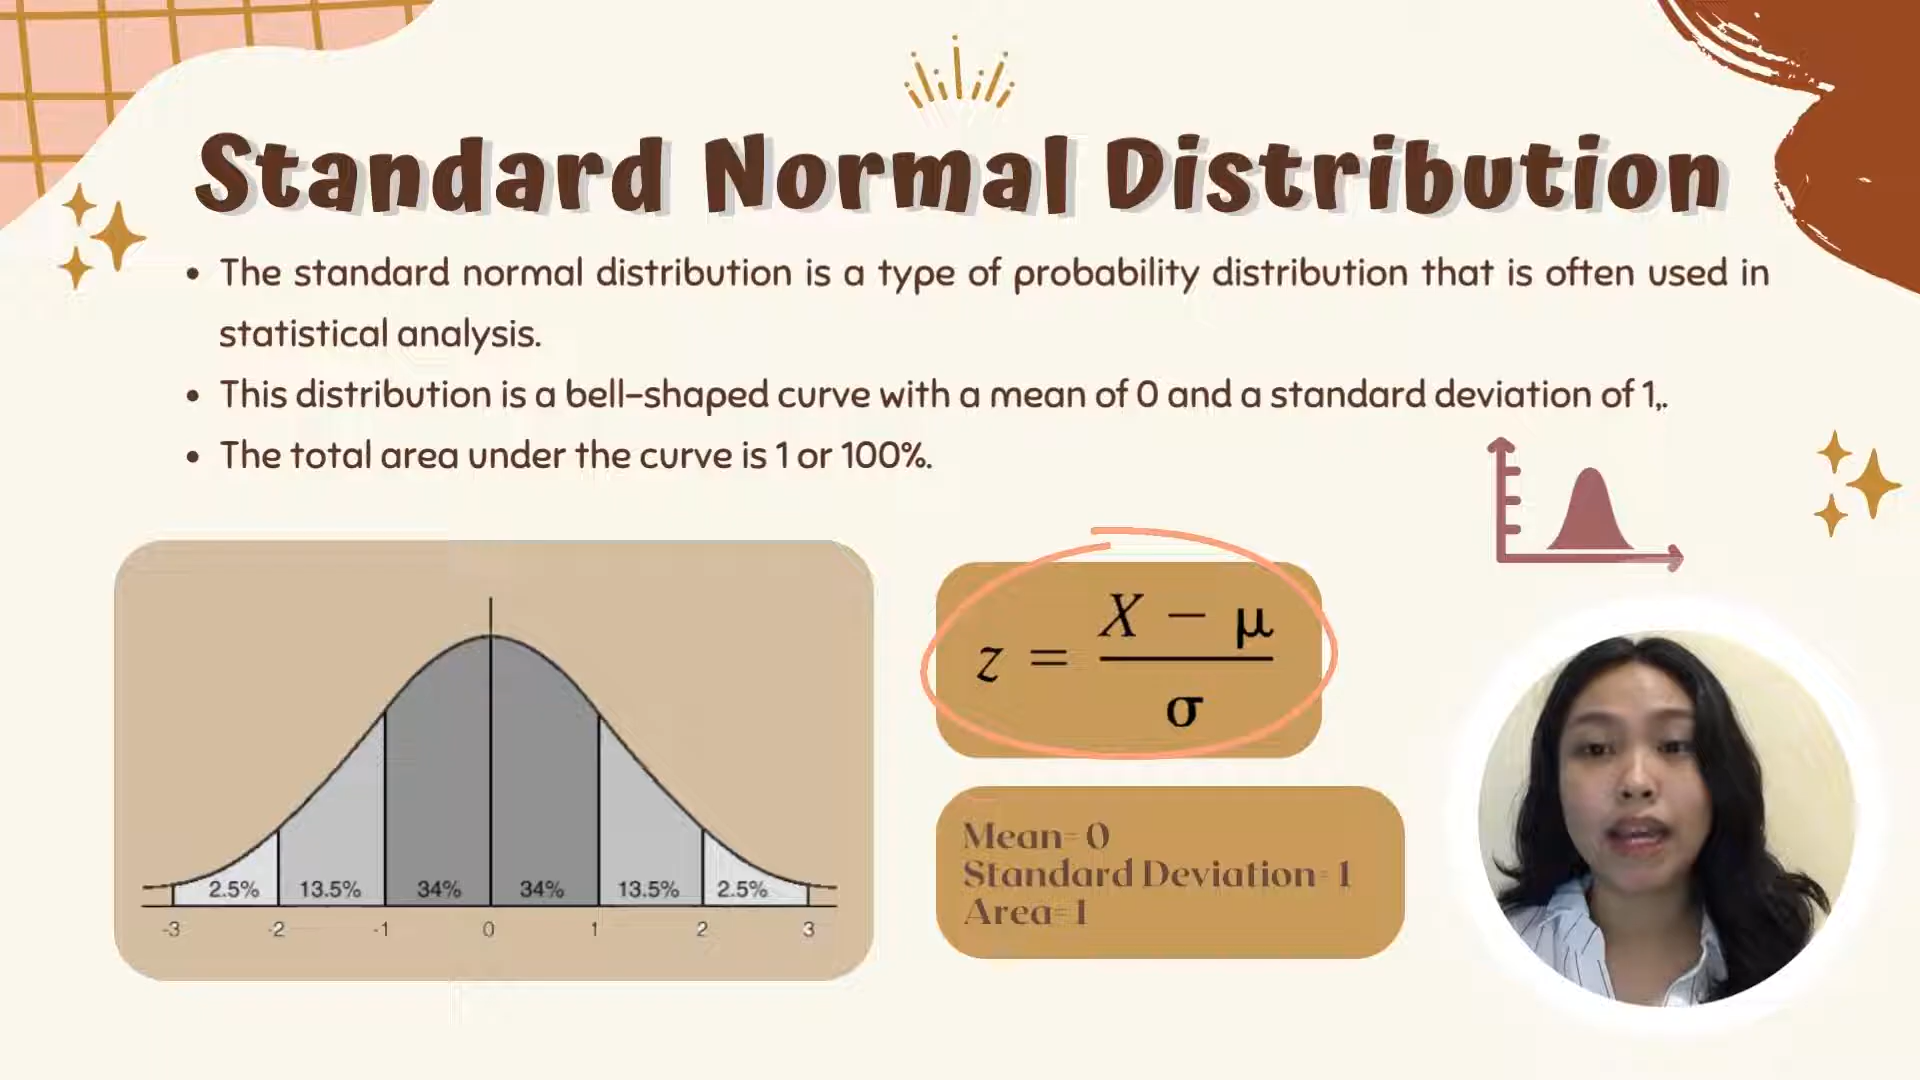 Standard Normal Distribution
• The standard normal distribution is a type of probability distribution that is often used in
statistical analysis.
• This distribution is a bell-shaped curve with a mean of 0 and a standard deviation of 1,.
• The total area under the curve is 1 or 100%.
z = (X − μ) / σ
2.5% 13.5% 34% 34% 13.5% 2.5%
-3 -2 -1 0 1 2 3
Mean= 0
Standard Deviation= 1
Area=1